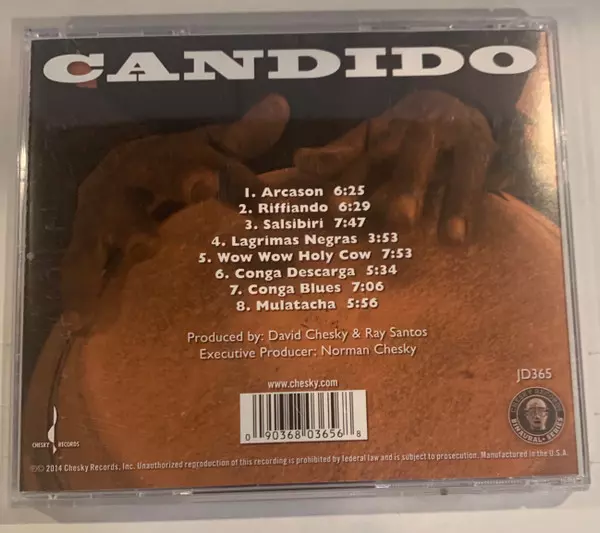 CANDIDO
1. Arcason 6:25
2. Riffiando 6:29
3. Salsibiri 7:47
4. Lagrimas Negras 3:53
5. Wow Wow Holy Cow 7:53
6. Conga Descarga 5:34
7. Conga Blues 7:06
8. Mulatacha 5:56
Produced by: David Chesky & Ray Santos
Executive Producer: Norman Chesky
www.chesky.com
JD365
0 90368 03656 8
CHESKY RECORDS
CHESKY RECORDS BINAURAL+ SERIES
℗© 2014 Chesky Records, Inc. Unauthorized reproduction of this recording is prohibited by federal law and is subject to prosecution. Manufactured in the U.S.A.